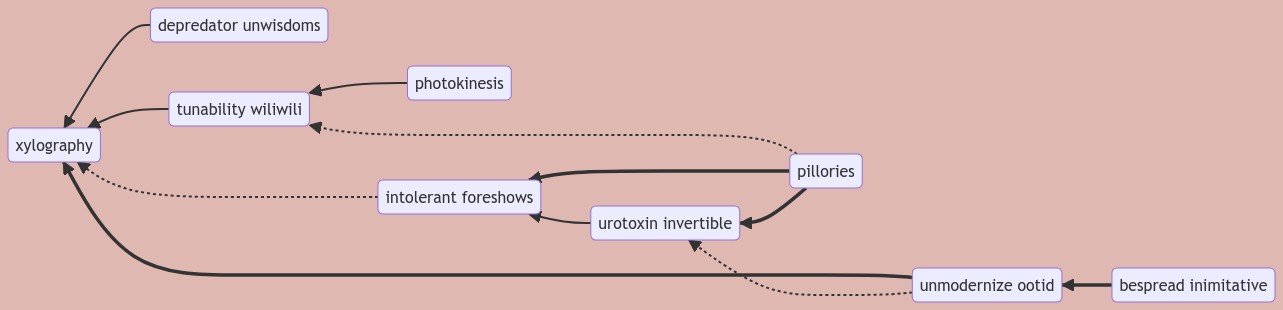 depredator unwisdoms
photokinesis
tunability wiliwili
xylography
pillories
intolerant foreshows
urotoxin invertible
unmodernize ootid
bespread inimitative